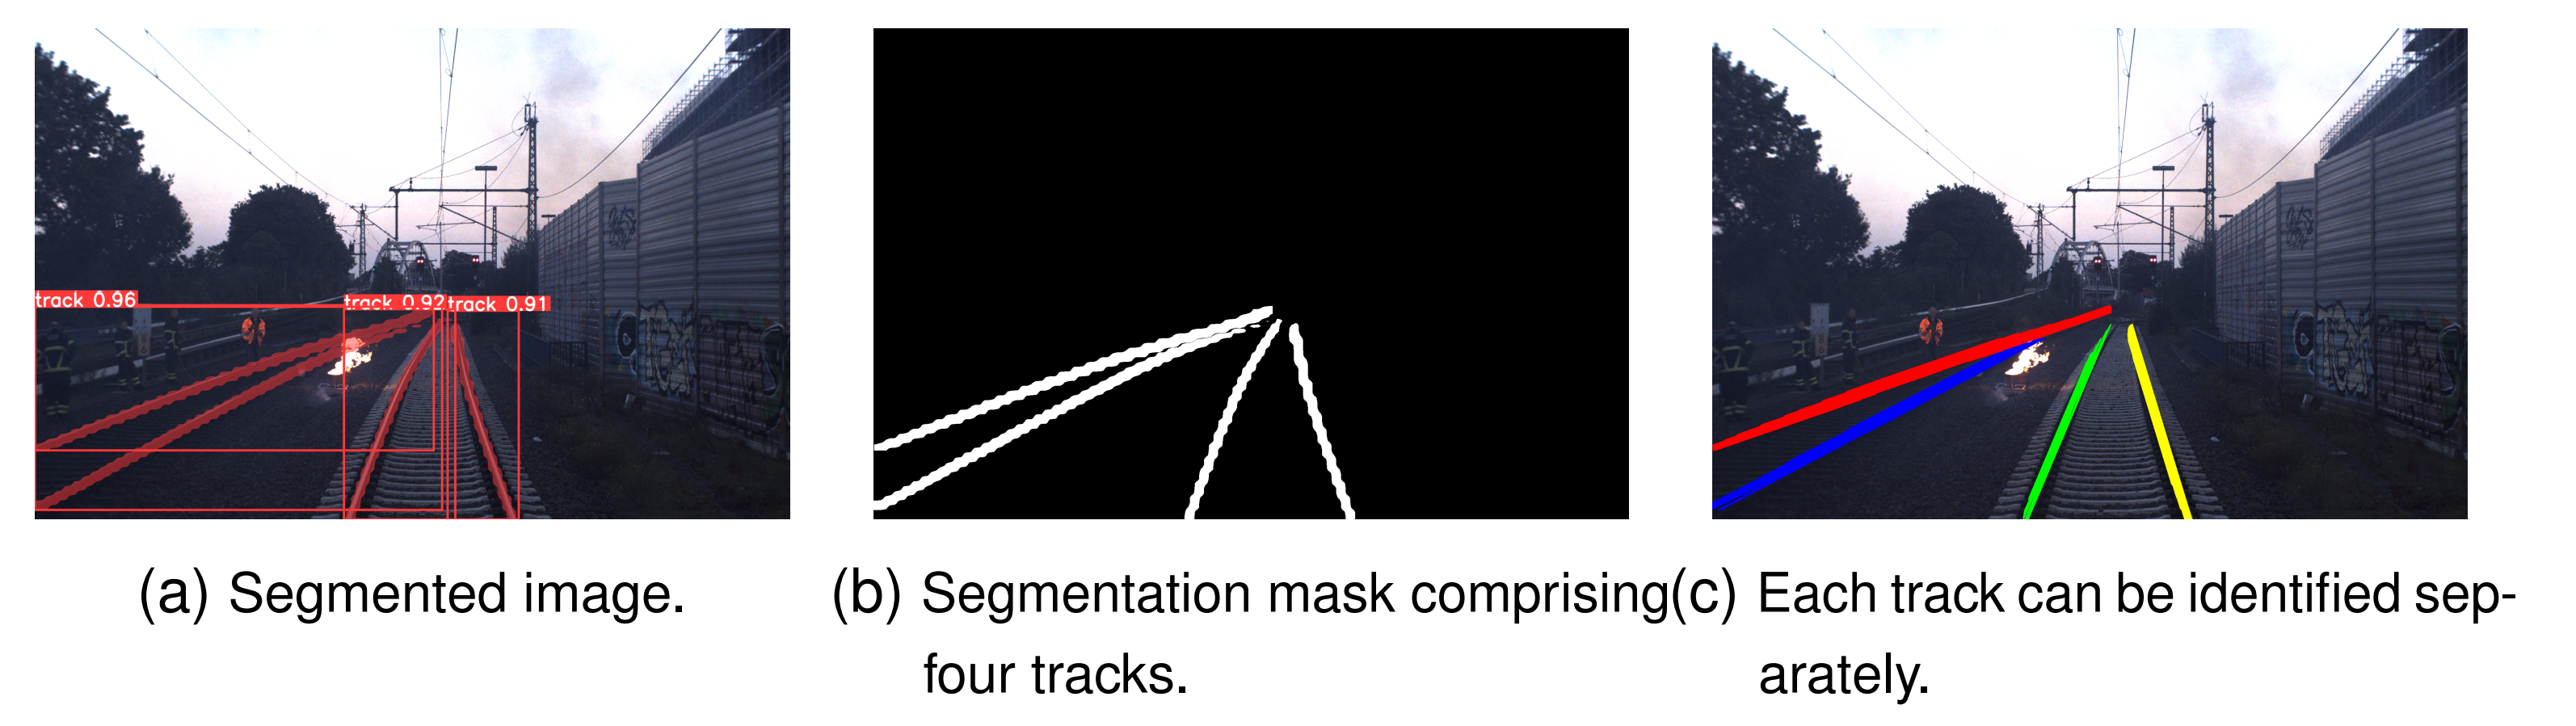 track 0.96
track 0.92
track 0.91
(a) Segmented image.
(b) Segmentation mask comprising
four tracks.
(c) Each track can be identified sep-
arately.